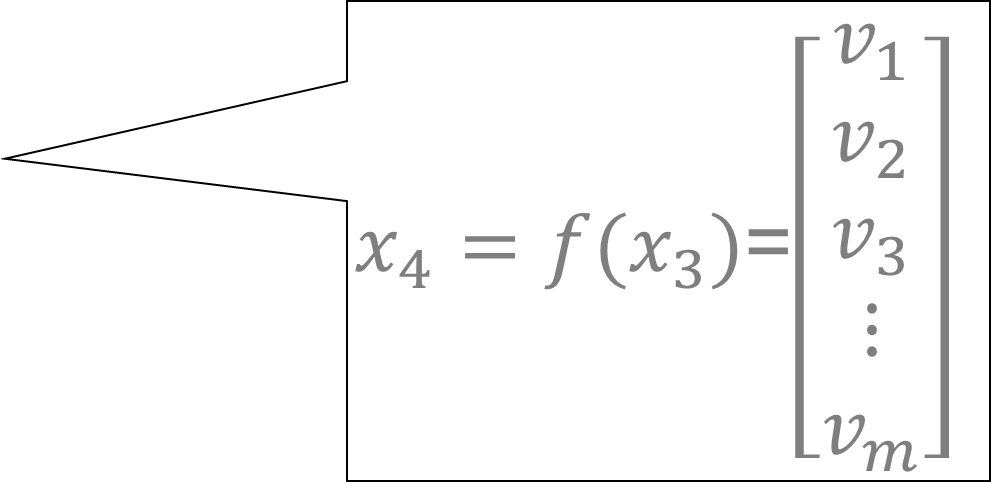 x₄ = f(x₃)=
v₁
v₂
v₃
⋮
vₘ